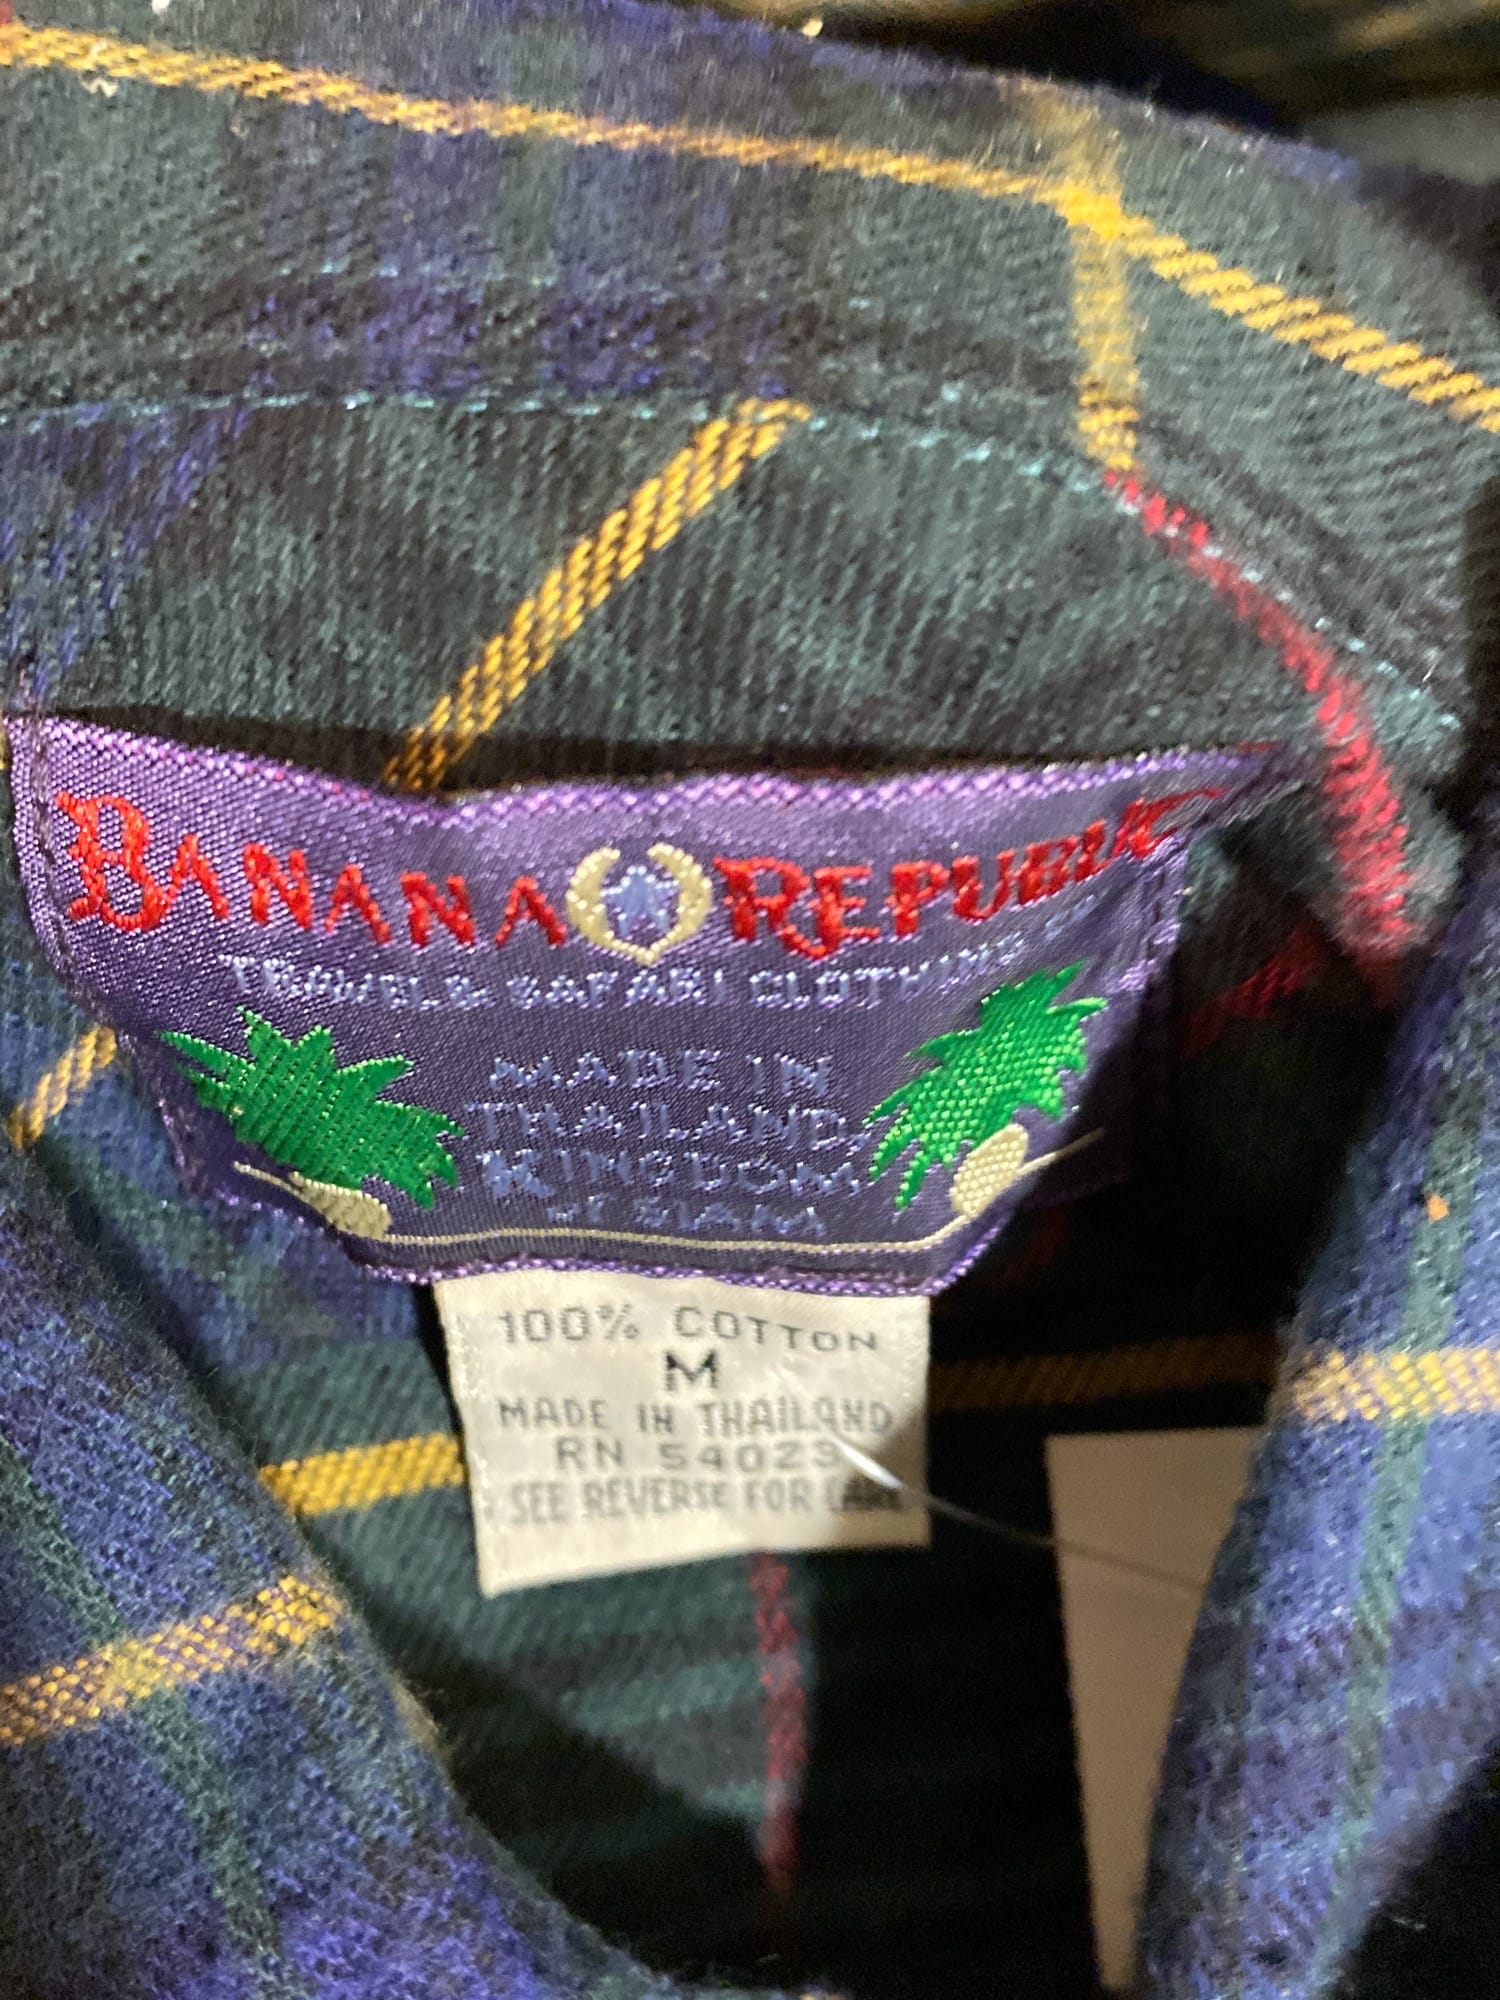 BANANA REPUBLIC
TRAVEL & SAFARI CLOTHING
MADE IN
THAILAND,
KINGDOM
of SIAM
100% COTTON
M
MADE IN THAILAND
RN 54023
SEE REVERSE FOR CARE